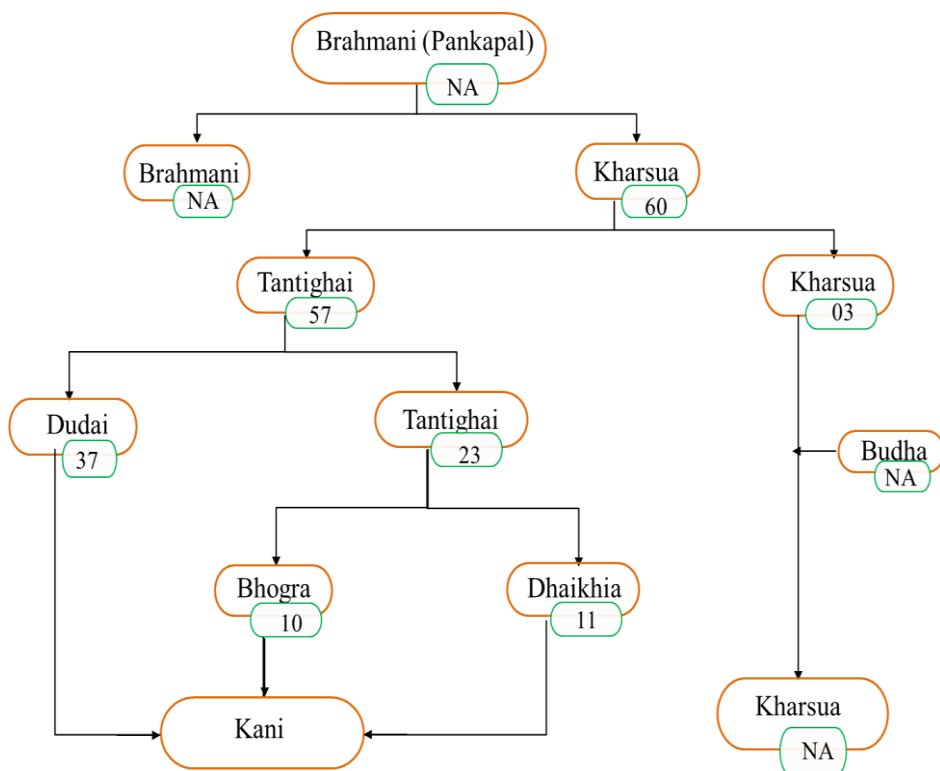 Brahmani (Pankapal)
NA
Brahmani
NA
Kharsua
60
Tantighai
57
Kharsua
03
Dudai
37
Tantighai
23
Budha
NA
Bhogra
10
Dhaikhia
11
Kani
Kharsua
NA